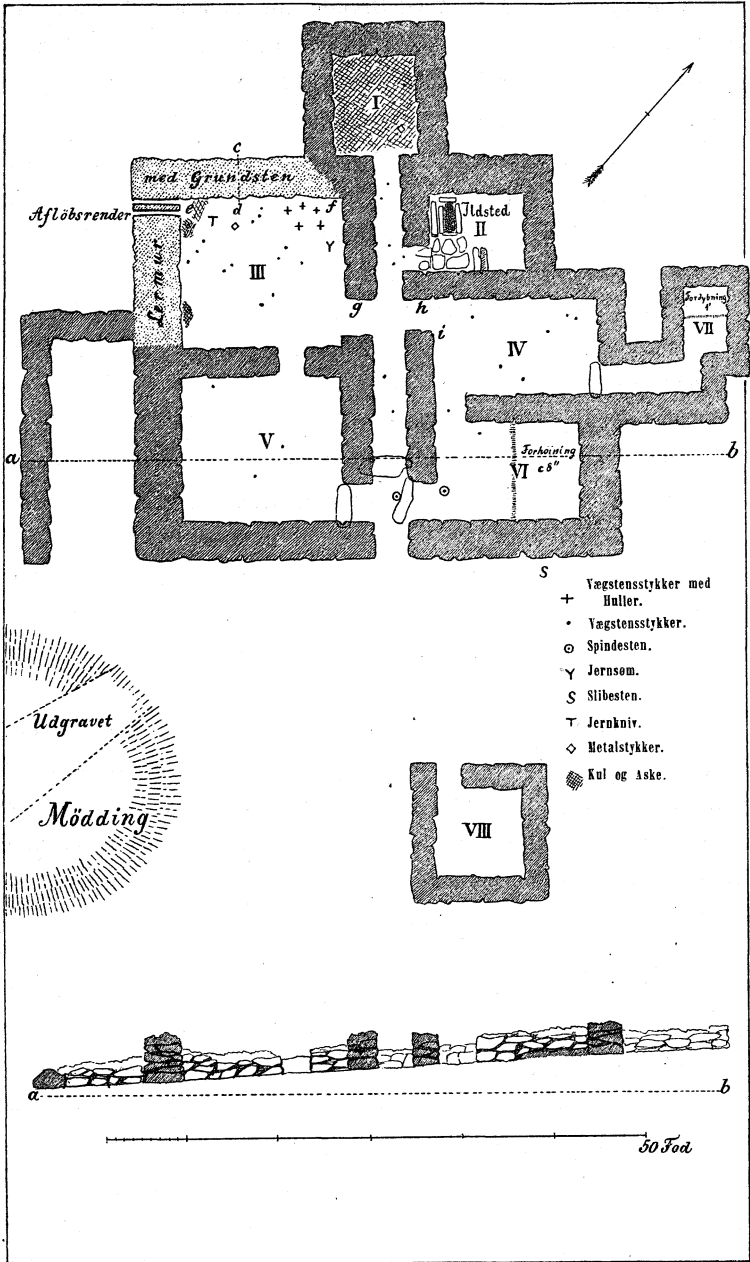 I
c
med Grundsten
Aflöbsrender
e
d
f
T
Y
Ildsted
II
III
Lermur
g
h
i
Fordybning
1'
VII
IV
V
a
Forhöining
VI c 8"
b
S
Vægstensstykker med
Huller.
Vægstensstykker.
Spindesten.
Y Jernsøm.
S Slibesten.
T Jernkniv.
Metalstykker.
Kul og Aske.
Udgravet
Mödding
VIII
a
b
50 Fod